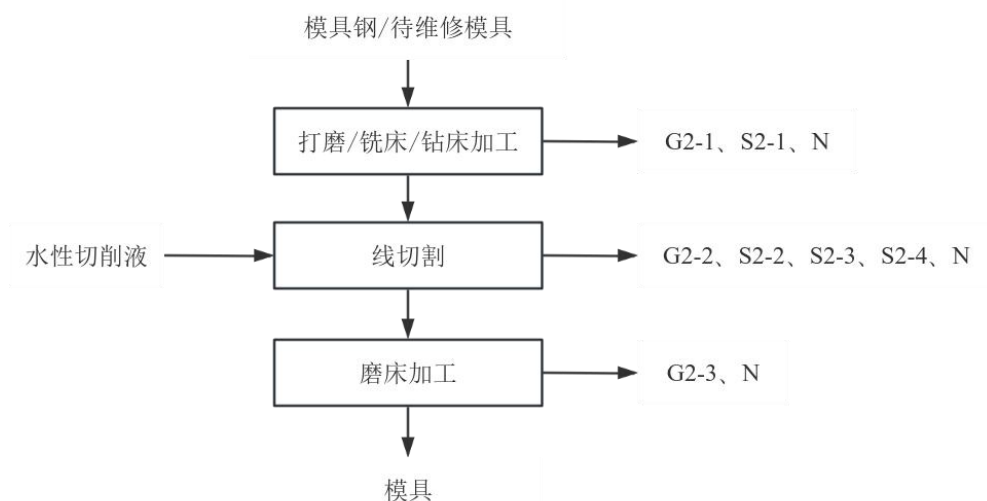 模具钢/待维修模具
打磨/铣床/钻床加工
G2-1、S2-1、N
水性切削液
线切割
G2-2、S2-2、S2-3、S2-4、N
磨床加工
G2-3、N
模具